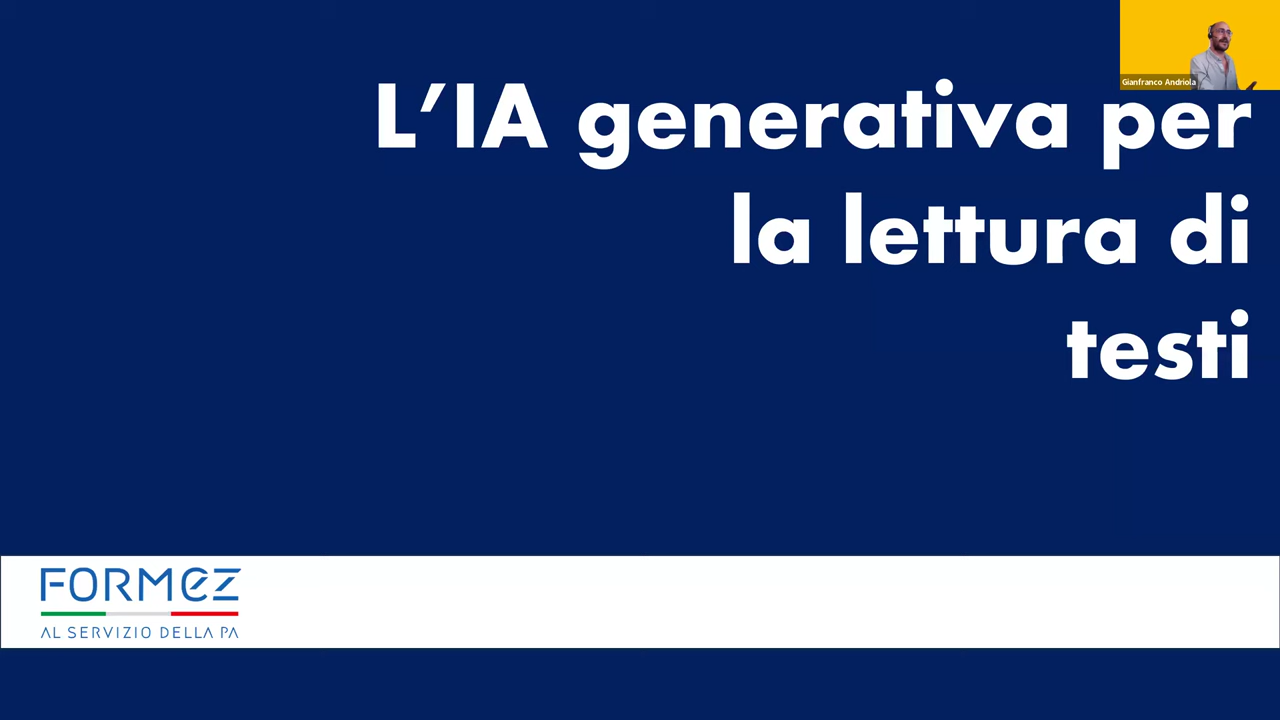 Gianfranco Andriola
L’IA generativa per
la lettura di
testi
FORMEZ
AL SERVIZIO DELLA PA